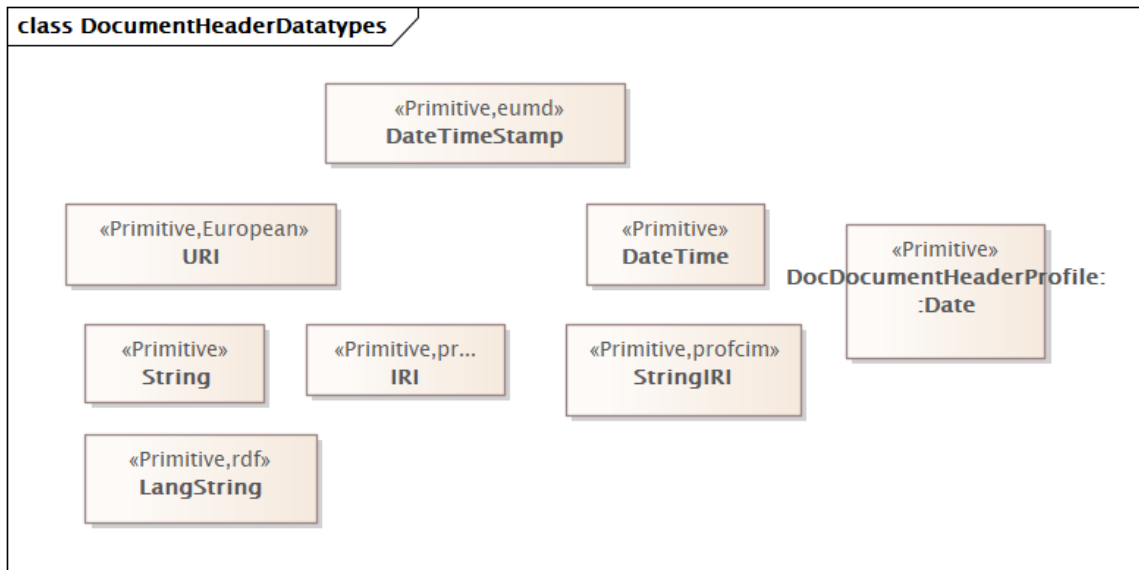 class DocumentHeaderDatatypes
«Primitive,eumd»
DateTimeStamp
«Primitive,European»
URI
«Primitive»
DateTime
«Primitive»
DocDocumentHeaderProfile:
:Date
«Primitive»
String
«Primitive,pr...
IRI
«Primitive,profcim»
StringIRI
«Primitive,rdf»
LangString